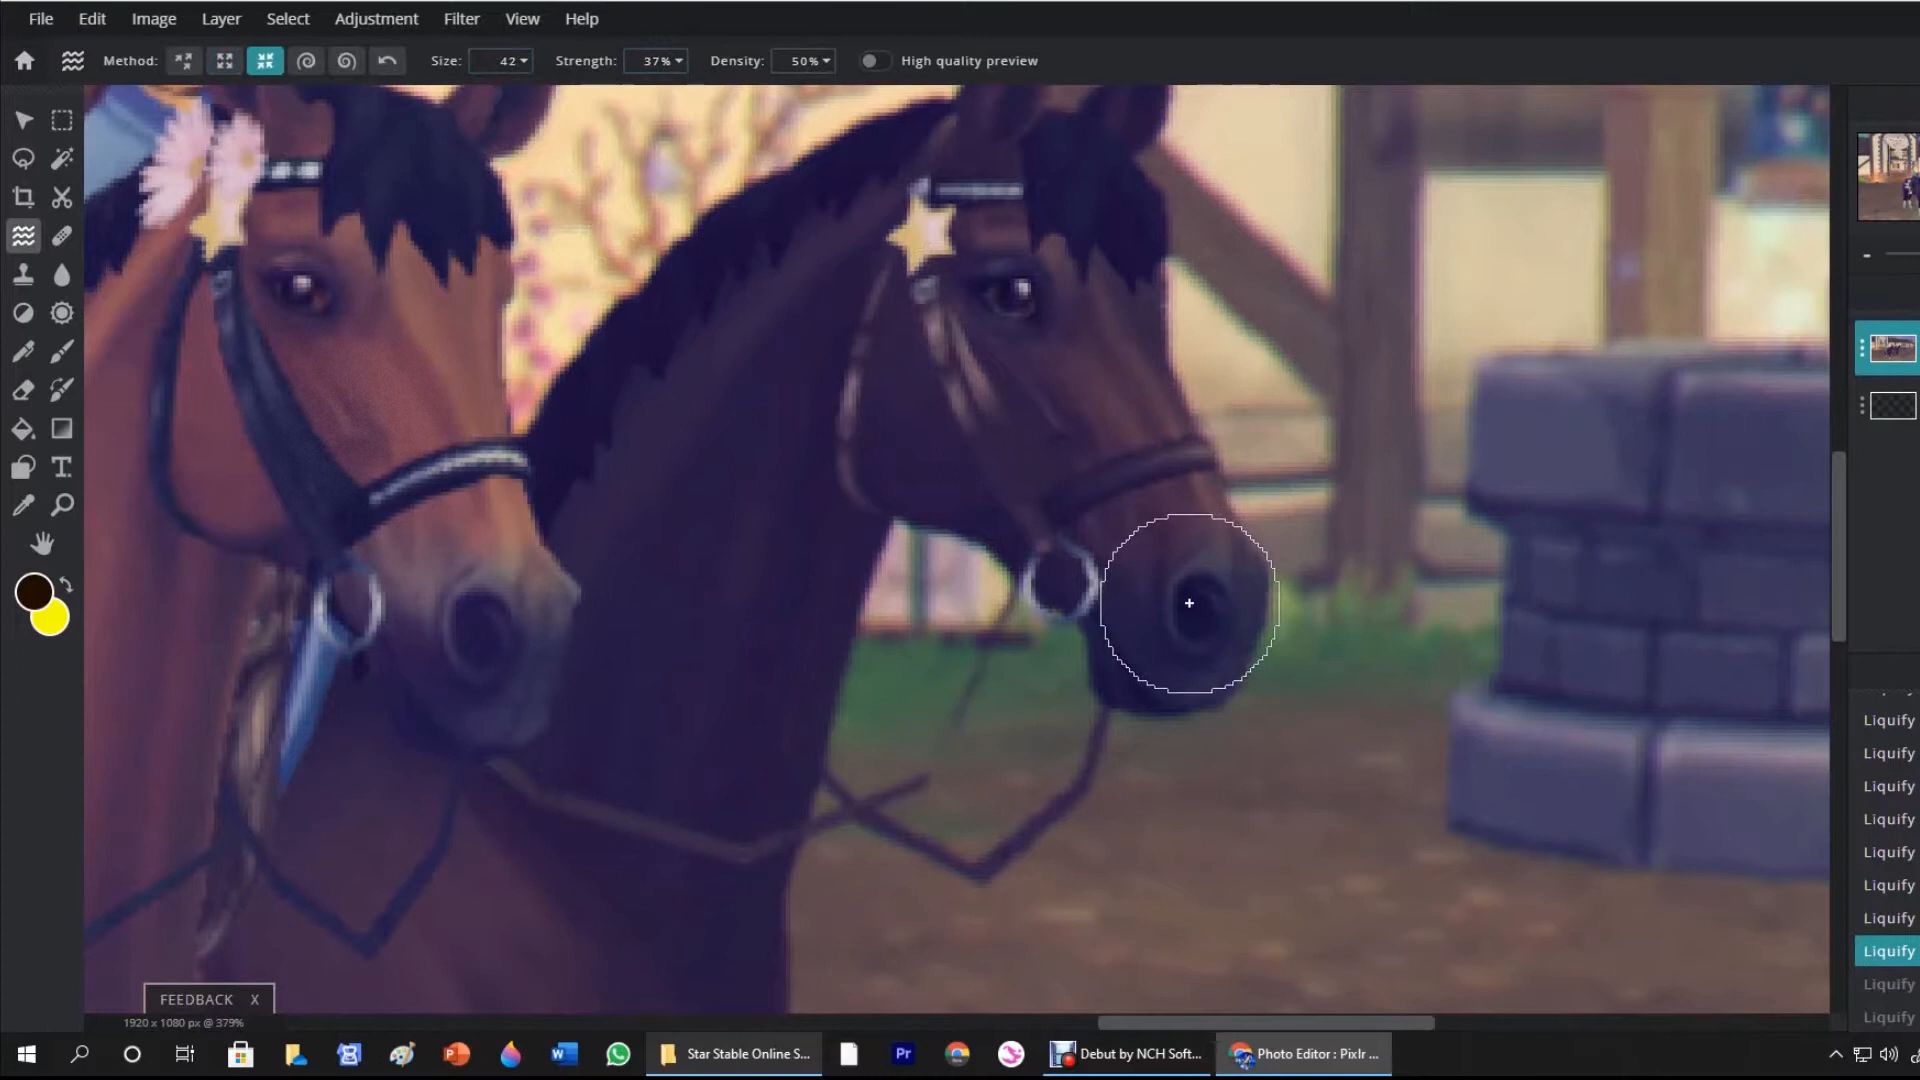 File Edit Image Layer Select Adjustment Filter View Help
Method: Size: 42 Strength: 37% Density: 50% High quality preview
T
Liquify
Liquify
Liquify
Liquify
Liquify
Liquify
Liquify
Liquify
Liquify
Liquify
FEEDBACK X
1920 x 1080 px @ 379%
Star Stable Online S...
Pr
Debut by NCH Soft...
Photo Editor : Pixlr ...